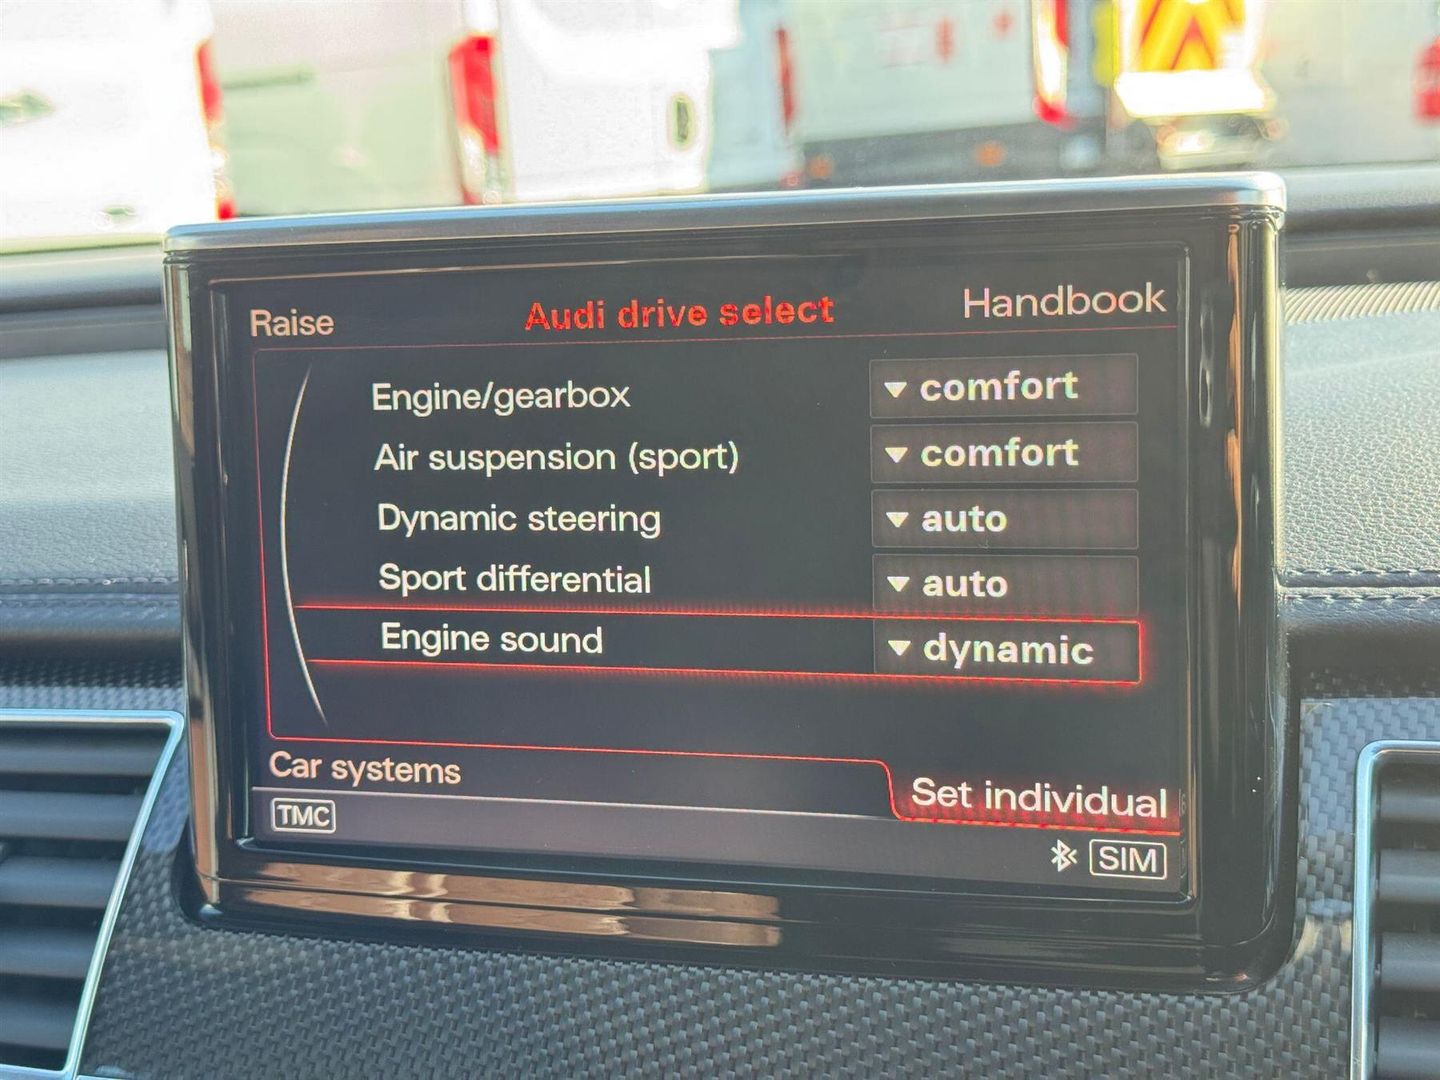 Raise Audi drive select Handbook
Engine/gearbox comfort
Air suspension (sport) comfort
Dynamic steering auto
Sport differential auto
Engine sound dynamic
Car systems Set individual
TMC SIM